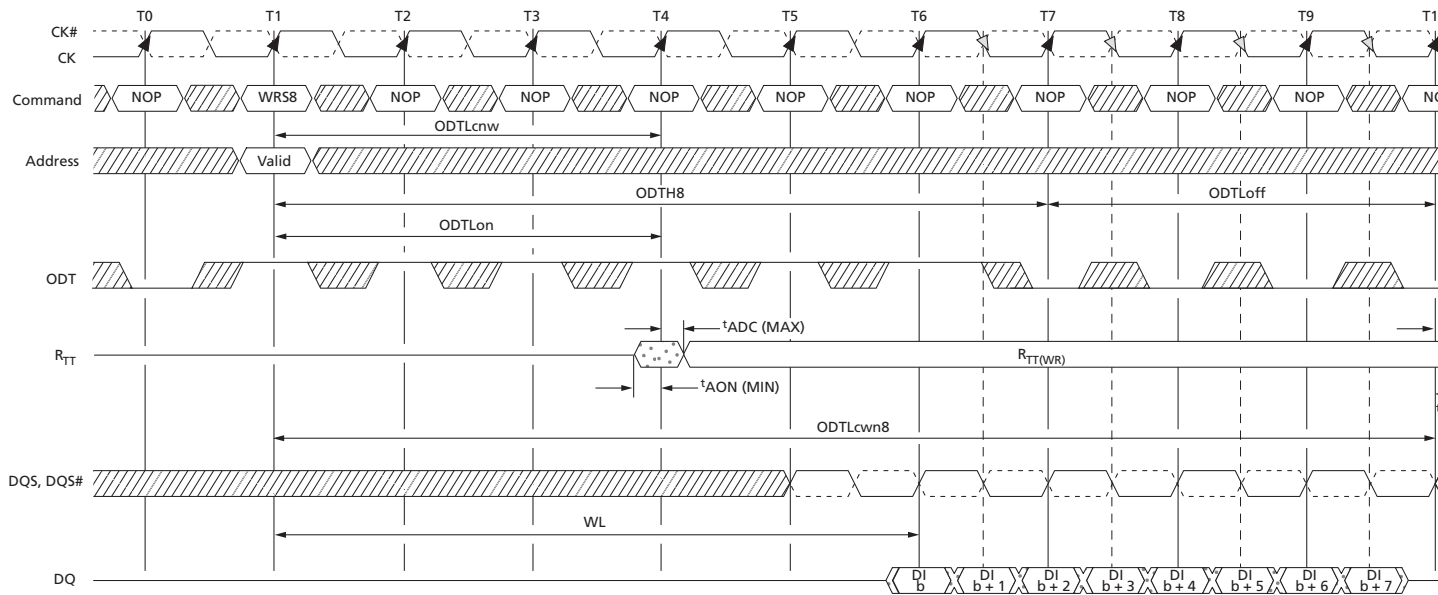 T0 T1 T2 T3 T4 T5 T6 T7 T8 T9 T1
CK#
CK
Command NOP WRS8 NOP NOP NOP NOP NOP NOP NOP NOP NO
ODTLcnw
Address Valid
ODTH8 ODTLoff
ODTLon
ODT
tADC (MAX)
RTT RTT(WR)
tAON (MIN)
ODTLcwn8
DQS, DQS#
WL
DQ DI b DI b + 1 DI b + 2 DI b + 3 DI b + 4 DI b + 5 DI b + 6 DI b + 7